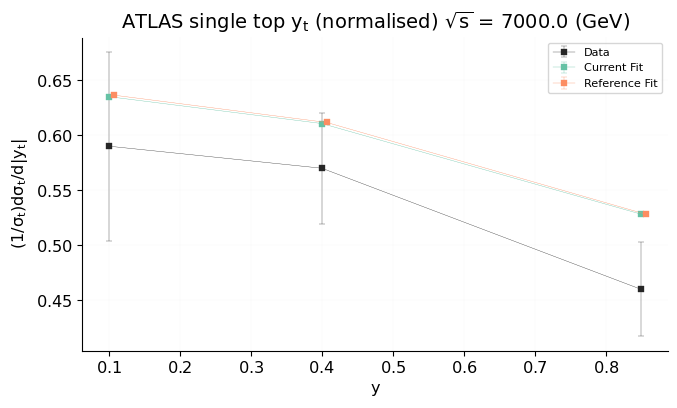 ATLAS single top yₜ (normalised) √s = 7000.0 (GeV)
Data
Current Fit
Reference Fit
(1/σₜ)dσₜ/d|yₜ|
0.65
0.60
0.55
0.50
0.45
0.1 0.2 0.3 0.4 0.5 0.6 0.7 0.8
y